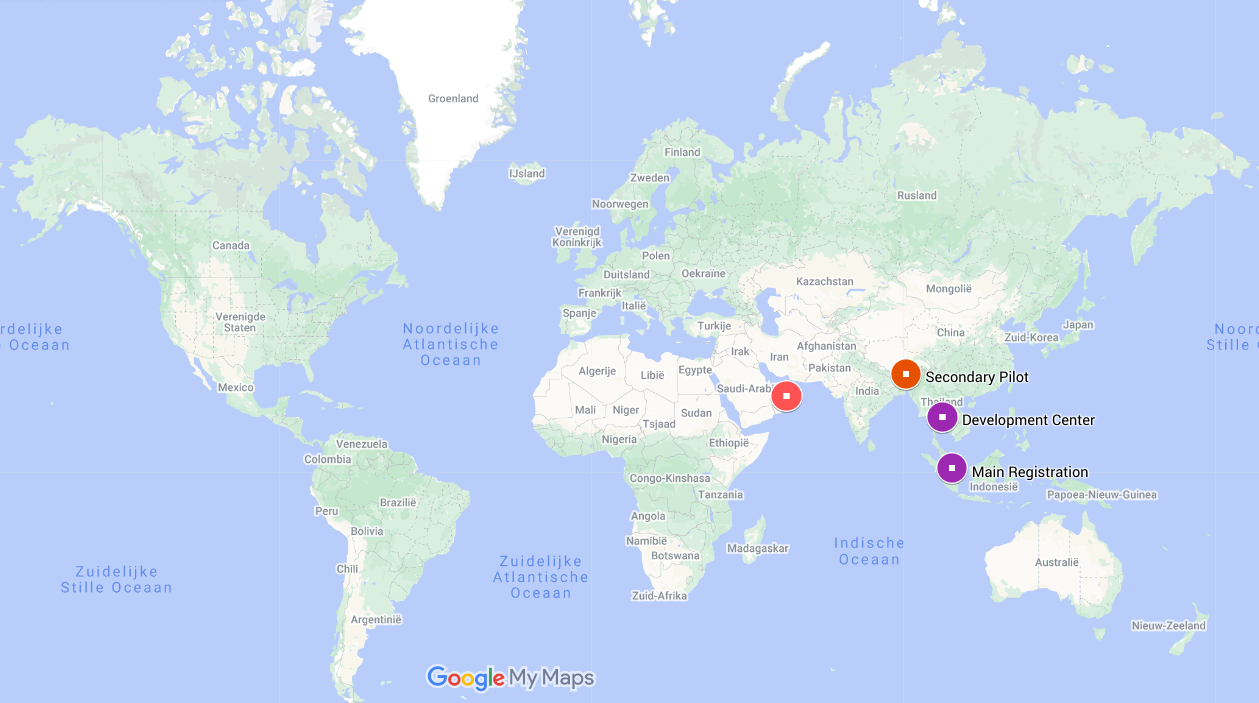 Groenland
Finland
IJsland
Zweden
Rusland
Noorwegen
Verenigd
Koninkrijk
Canada
Polen
Duitsland
Oekraïne
Kazachstan
Mongolië
Frankrijk
Italië
Spanje
Verenigde
Staten
Turkije
Japan
rdelijke
Oceaan
Noordelijke
Atlantische
Oceaan
Noord
Stille
China
Zuid-Korea
Afghanistan
Irak
Iran
Pakistan
Algerije
Libië
Egypte
Secondary Pilot
Mexico
Saudi-Arab
India
Thailand
Mali
Niger
Sudan
Tsjaad
Development Center
Nigeria
Ethiopië
Venezuela
Colombia
Main Registration
Congo-Kinshasa
Indonesië
Tanzania
Papoea-Nieuw-Guinea
Brazilië
Peru
Angola
Bolivia
Namibië
Botswana
Madagaskar
Indische
Oceaan
Australië
Zuidelijke
Atlantische
Oceaan
Zuidelijke
Stille Oceaan
Chili
Zuid-Afrika
Argentinië
Nieuw-Zeeland
Google My Maps